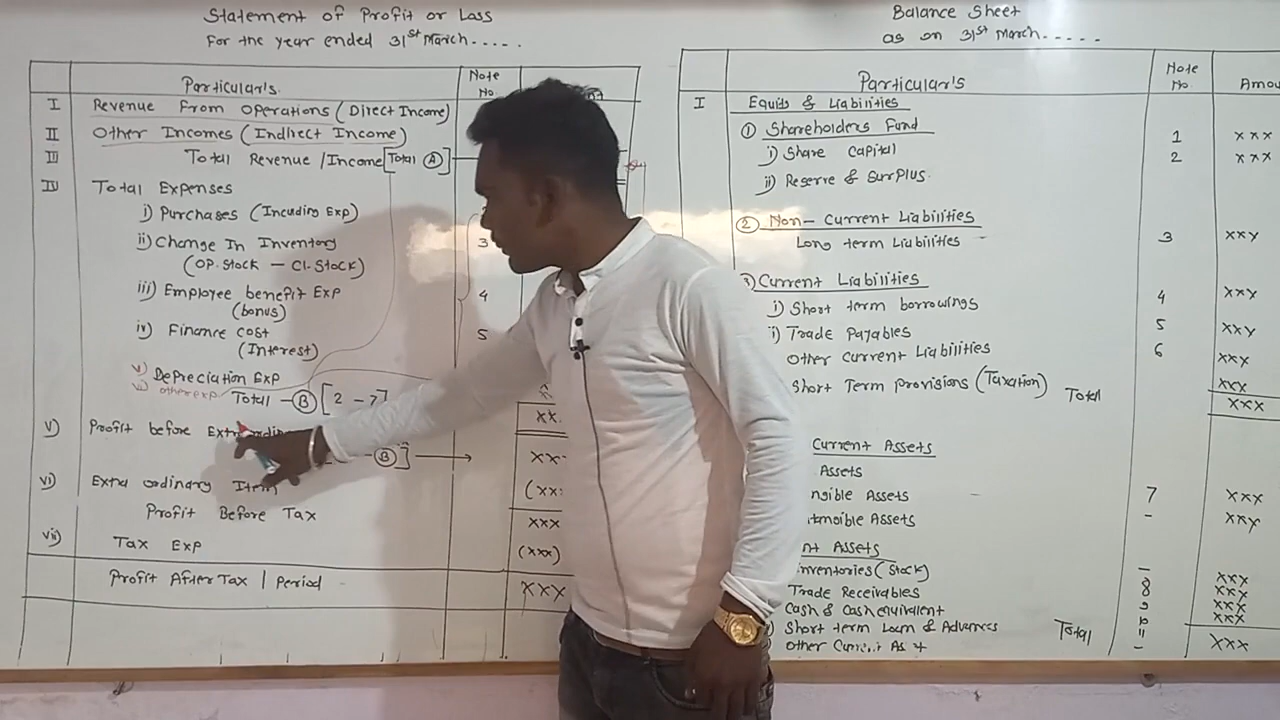 Statement of Profit or Loss
For the year ended 31st March.....
Particular's
Note
No.
I Revenue From Operations (Direct Income)
II Other Incomes (Indirect Income)
III Total Revenue / Income [Total A]
IV Total Expenses
i) Purchases (Incuding Exp)
ii) Change In Inventory 3
(OP. Stock – Cl. Stock)
iii) Employee benefit Exp 4
(bonus)
iv) Finance cost 5
(Interest)
v) Depreciation Exp
vi) other exp
Total – B [2 – 7]
xx
v) Profit before
B] xx
vi) Extra ordinary Item (xx
Profit Before Tax xxx
vii) Tax Exp (xxx)
Profit After Tax / Period xxx
Balance Sheet
as on 31st March.....
Particular's
Note
No.
Amou
I Equity & Liabilities
① Shareholders Fund
1 xxx
i) Share Capital
2 xxx
ii) Reserve & Surplus.
② Non – Current Liabilities
Long term Liabilities 3 xxy
3) Current Liabilities
i) Short term borrowings 4 xxy
i) Trade Payables 5 xxy
Other Current Liabilities 6 xxy
Short Term Provisions (Taxation) xxx
Total xxx
Current Assets
Assets
ngible Assets 7 xxy
Assets – xxy
nt Assets
nventories (Stock) – xxx
Trade Receivables 8 xxx
Cash & Cash equivalent 9 xxx
Short term Loan & Advances xxx
Other
Total – xxx